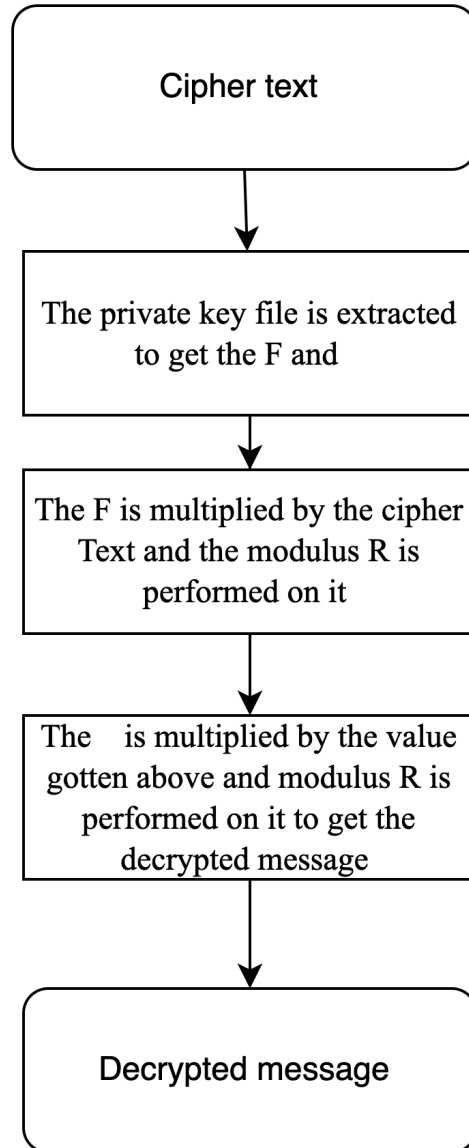 Cipher text
The private key file is extracted
to get the F and
The F is multiplied by the cipher
Text and the modulus R is
performed on it
The is multiplied by the value
gotten above and modulus R is
performed on it to get the
decrypted message
Decrypted message